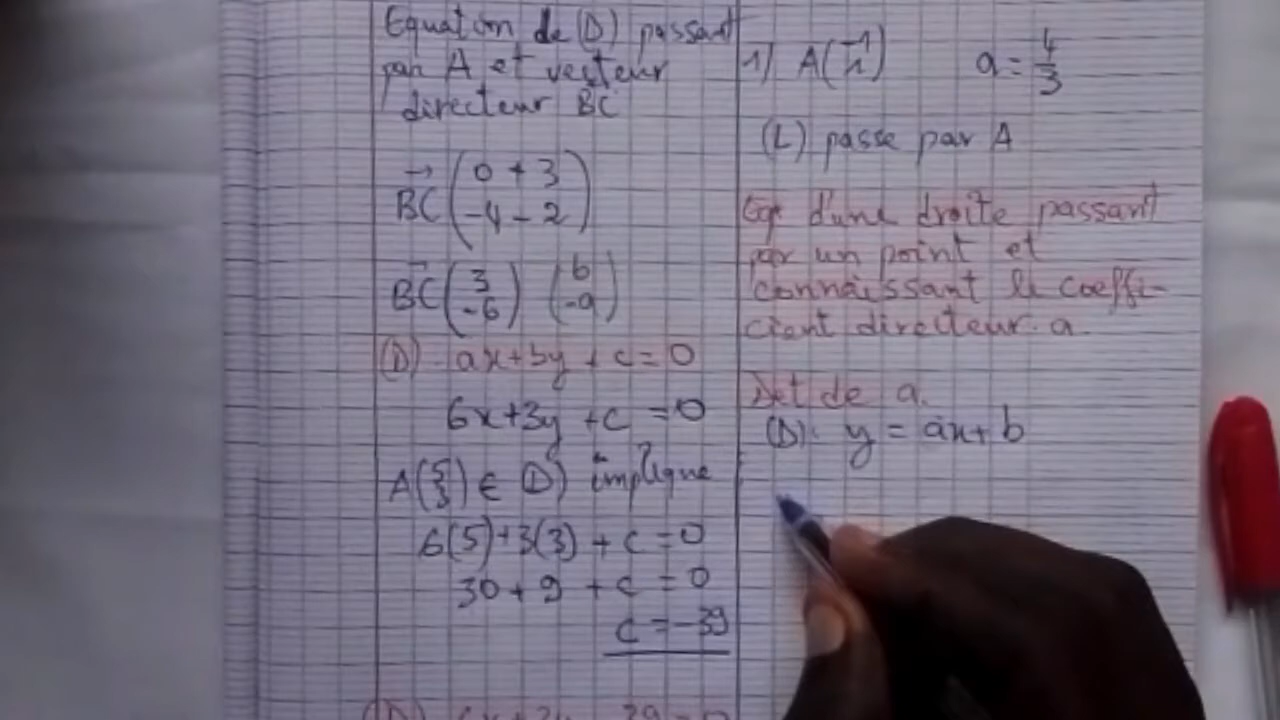 Equation de (D) passant
par A et vecteur
directeur BC
BC ( 0 + 3
-4 - 2 )
BC ( 3
-6 ) ( b
-a )
(D) ax+by + c = 0
6x+3y + c = 0
A( 5
3 ) ∈ (D) implique
6(5)+3(3) + c = 0
30 + 9 + c = 0
c = -39
1) A( -1
1 ) a = 4/3
(L) passe par A
d'une droite passant
par un point et
connaissant le coeffi-
cient directeur a.
Det de a.
(D): y = ax + b